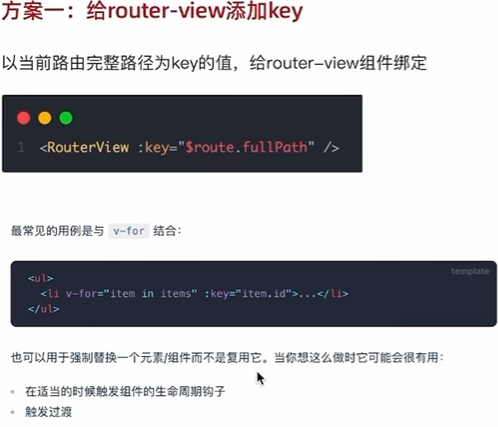 方案一：给router-view添加key
以当前路由完整路径为key的值，给router-view组件绑定
1 <RouterView :key="$route.fullPath" />
最常见的用例是与 v-for 结合：
template
<ul>
<li v-for="item in items" :key="item.id">...</li>
</ul>
也可以用于强制替换一个元素/组件而不是复用它。当你想这么做时它可能会很有用：
在适当的时候触发组件的生命周期钩子
触发过渡